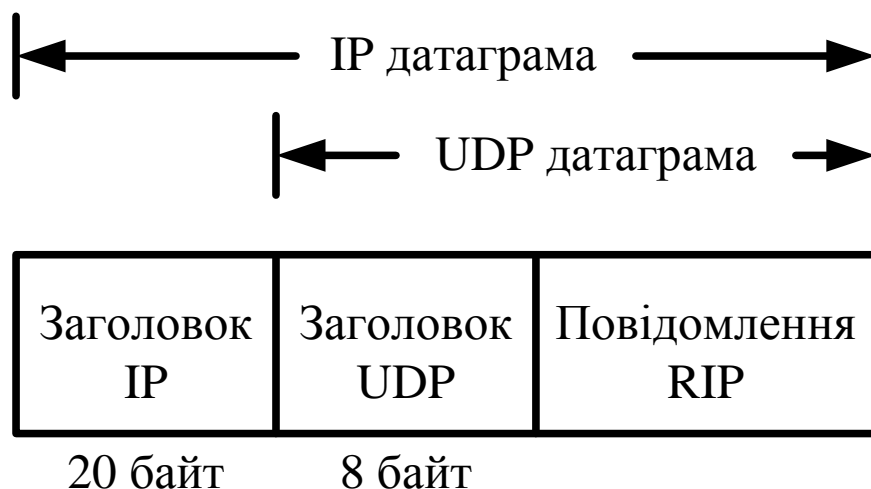 IP датаграма
UDP датаграма
Заголовок
IP
Заголовок
UDP
Повідомлення
RIP
20 байт
8 байт